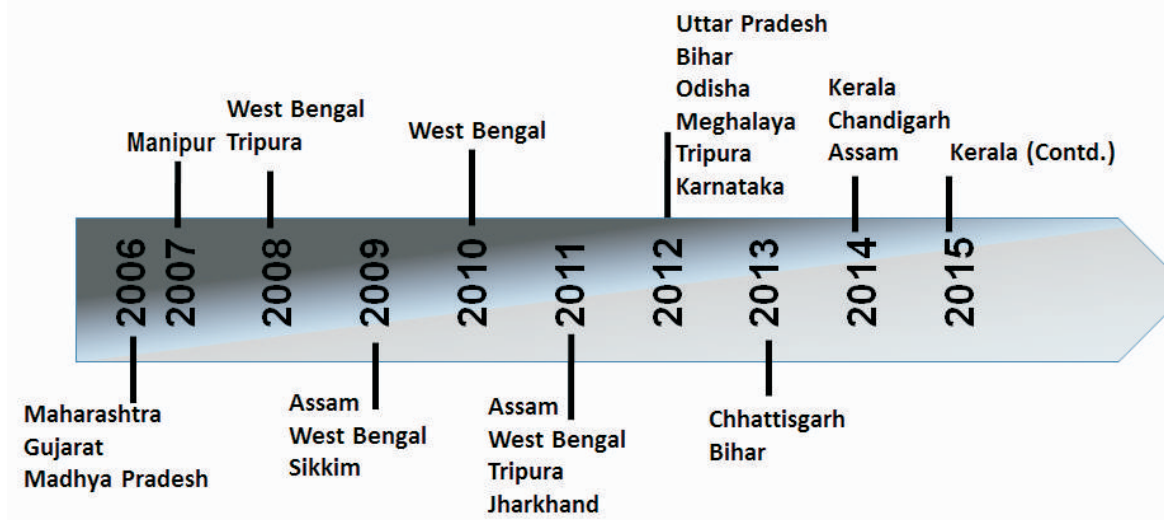 Uttar Pradesh
Bihar
Odisha
Meghalaya
Tripura
Karnataka
Kerala
Chandigarh
Assam
West Bengal
Tripura
Manipur
West Bengal
Kerala (Contd.)
2006
2007
2008
2009
2010
2011
2012
2013
2014
2015
Maharashtra
Gujarat
Madhya Pradesh
Assam
West Bengal
Sikkim
Assam
West Bengal
Tripura
Jharkhand
Chhattisgarh
Bihar